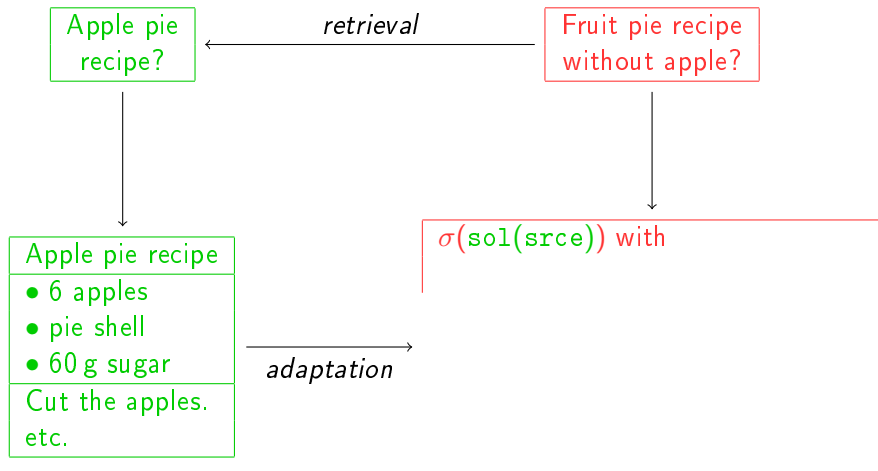 Apple pie
recipe?
retrieval
Fruit pie recipe
without apple?
Apple pie recipe
• 6 apples
• pie shell
• 60 g sugar
Cut the apples.
etc.
adaptation
σ(sol(srce)) with